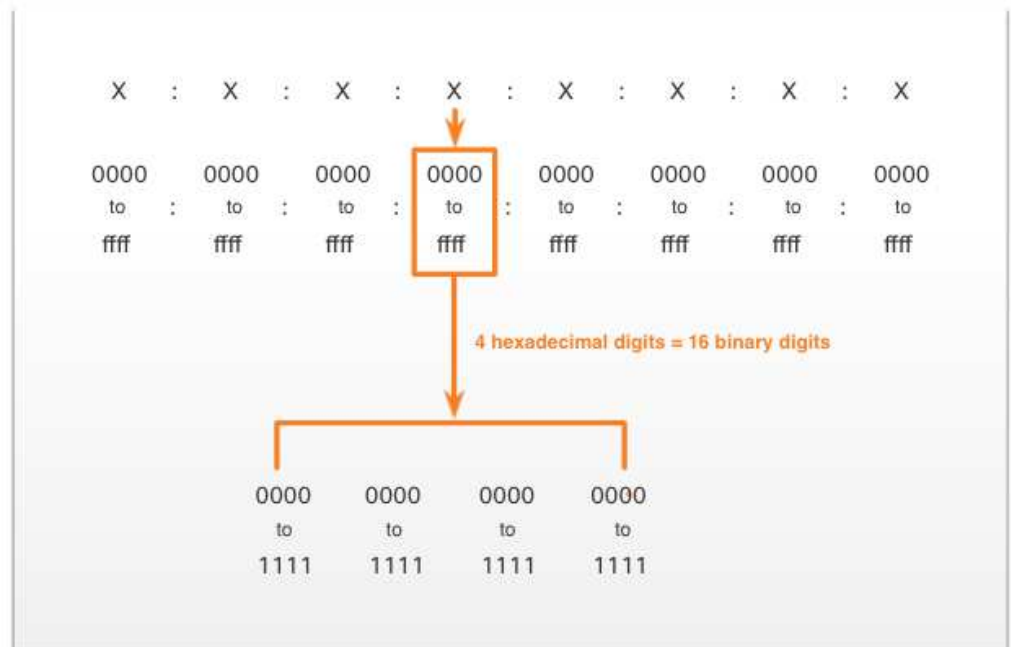 X : X : X : X : X : X : X : X
0000 0000 0000 0000 0000 0000 0000 0000
to : to : to : to : to : to : to : to
ffff ffff ffff ffff ffff ffff ffff ffff
4 hexadecimal digits = 16 binary digits
0000 0000 0000 0000
to to to to
1111 1111 1111 1111